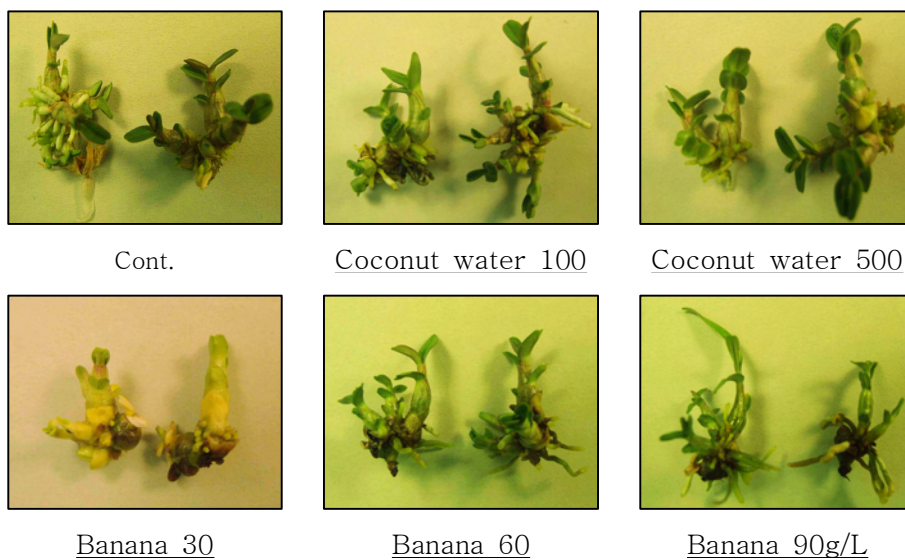 Cont.
Coconut water 100
Coconut water 500
Banana 30
Banana 60
Banana 90g/L